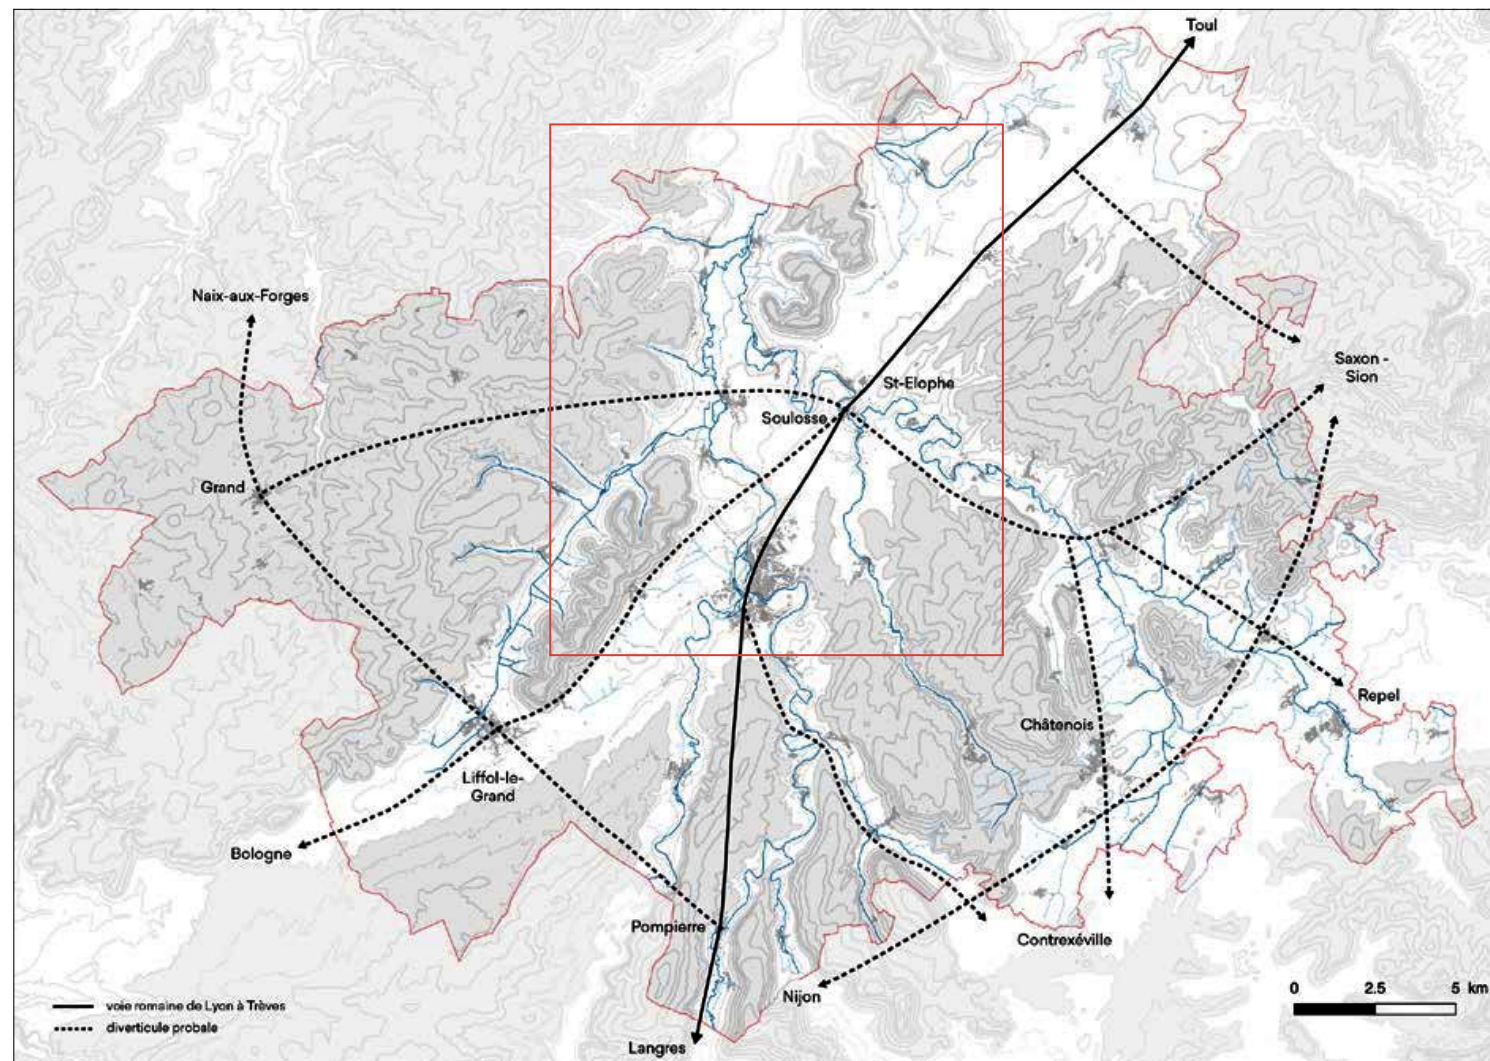 Toul
Naix-aux-Forges
St-Elophe
Saxon -
Sion
Soulosse
Grand
Repel
Châtenois
Liffol-le-
Grand
Bologne
Pompierre
Contrexéville
Nijon
Langres
voie romaine de Lyon à Trèves
diverticule probale
0 2.5 5 km